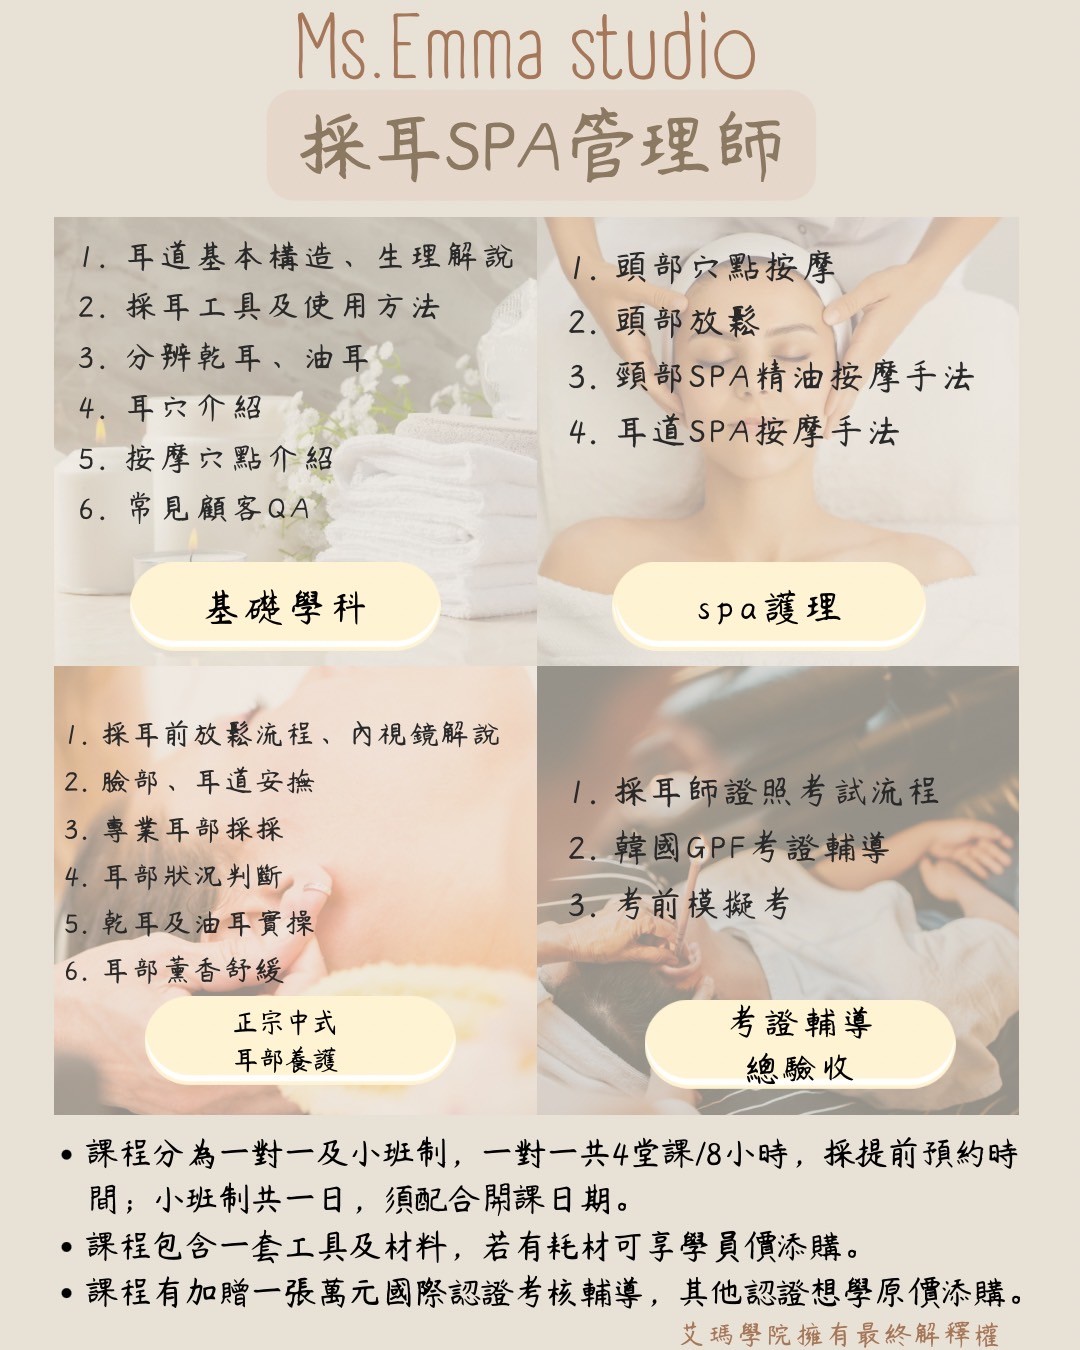 Ms.Emma studio
採耳SPA管理師
1. 耳道基本構造、生理解說
2. 採耳工具及使用方法
3. 分辨乾耳、油耳
4. 耳穴介紹
5. 按摩穴點介紹
6. 常見顧客QA
基礎學科
1. 頭部穴點按摩
2. 頭部放鬆
3. 頸部SPA精油按摩手法
4. 耳道SPA按摩手法
spa護理
1. 採耳前放鬆流程、內視鏡解說
2. 臉部、耳道安撫
3. 專業耳部採採
4. 耳部狀況判斷
5. 乾耳及油耳實操
6. 耳部薰香舒緩
正宗中式
耳部養護
1. 採耳師證照考試流程
2. 韓國GPF考證輔導
3. 考前模擬考
考證輔導
總驗收
• 課程分為一對一及小班制，一對一共4堂課/8小時，採提前預約時
間；小班制共一日，須配合開課日期。
• 課程包含一套工具及材料，若有耗材可享學員價添購。
• 課程有加贈一張萬元國際認證考核輔導，其他認證想學原價添購。
艾瑪學院擁有最終解釋權